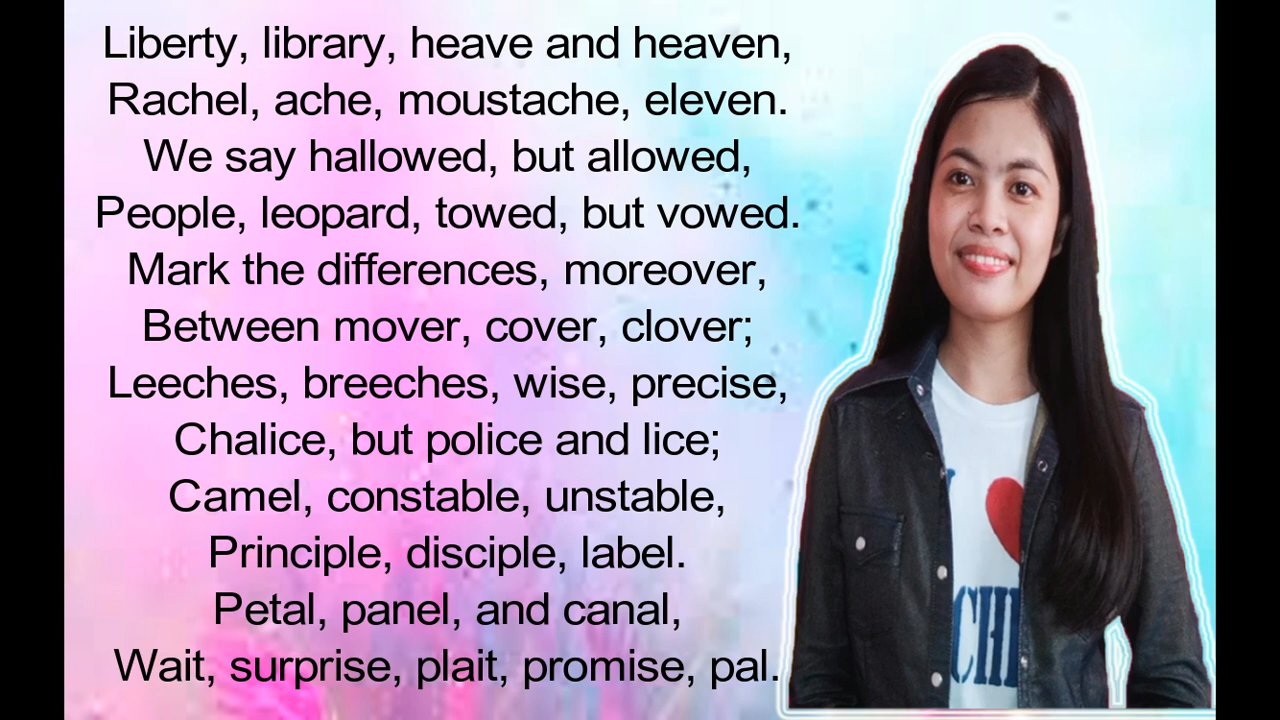 Liberty, library, heave and heaven,
Rachel, ache, moustache, eleven.
We say hallowed, but allowed,
People, leopard, towed, but vowed.
Mark the differences, moreover,
Between mover, cover, clover;
Leeches, breeches, wise, precise,
Chalice, but police and lice;
Camel, constable, unstable,
Principle, disciple, label.
Petal, panel, and canal,
Wait, surprise, plait, promise, pal.